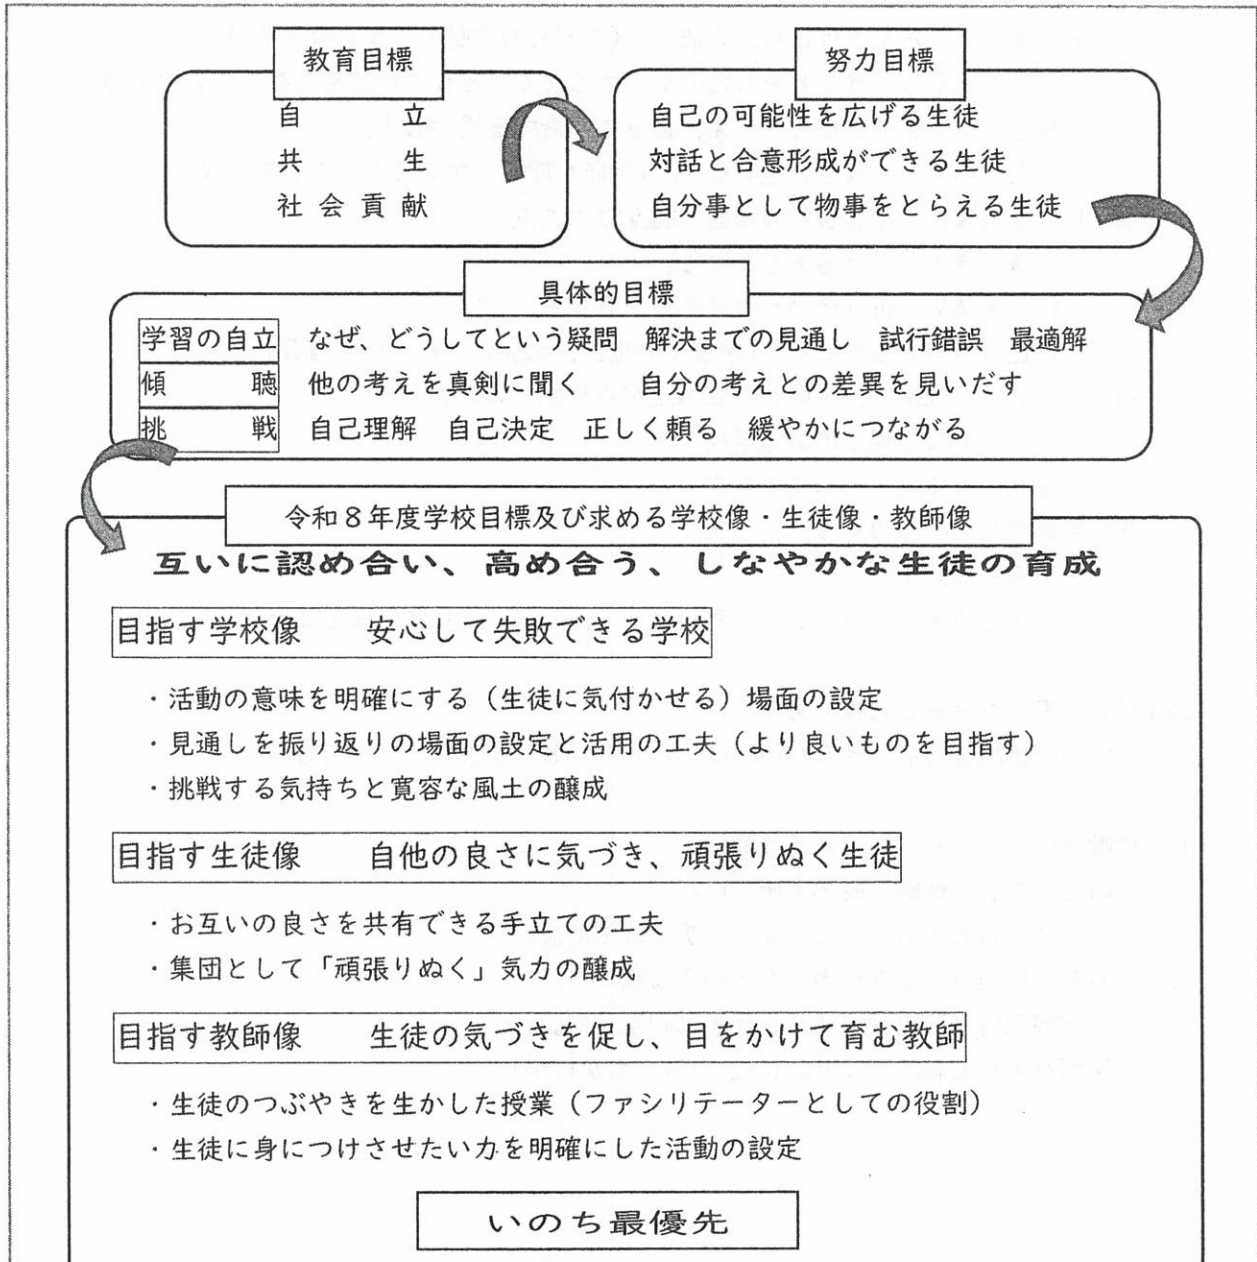 教育目標
自立
共生
社会貢献
努力目標
自己の可能性を広げる生徒
対話と合意形成ができる生徒
自分事として物事をとらえる生徒
具体的目標
学習の自立 なぜ、どうしてという疑問 解決までの見通し 試行錯誤 最適解
傾聴 他の考えを真剣に聞く 自分の考えとの差異を見いだす
挑戦 自己理解 自己決定 正しく頼る 緩やかにつながる
令和8年度学校目標及び求める学校像・生徒像・教師像
互いに認め合い、高め合う、しなやかな生徒の育成
目指す学校像 安心して失敗できる学校
・活動の意味を明確にする（生徒に気付かせる）場面の設定
・見通しを振り返りの場面の設定と活用の工夫（より良いものを目指す）
・挑戦する気持ちと寛容な風土の醸成
目指す生徒像 自他の良さに気づき、頑張りぬく生徒
・お互いの良さを共有できる手立ての工夫
・集団として「頑張りぬく」気力の醸成
目指す教師像 生徒の気づきを促し、目をかけて育む教師
・生徒のつぶやきを生かした授業（ファシリテーターとしての役割）
・生徒に身につけさせたい力を明確にした活動の設定
いのち最優先